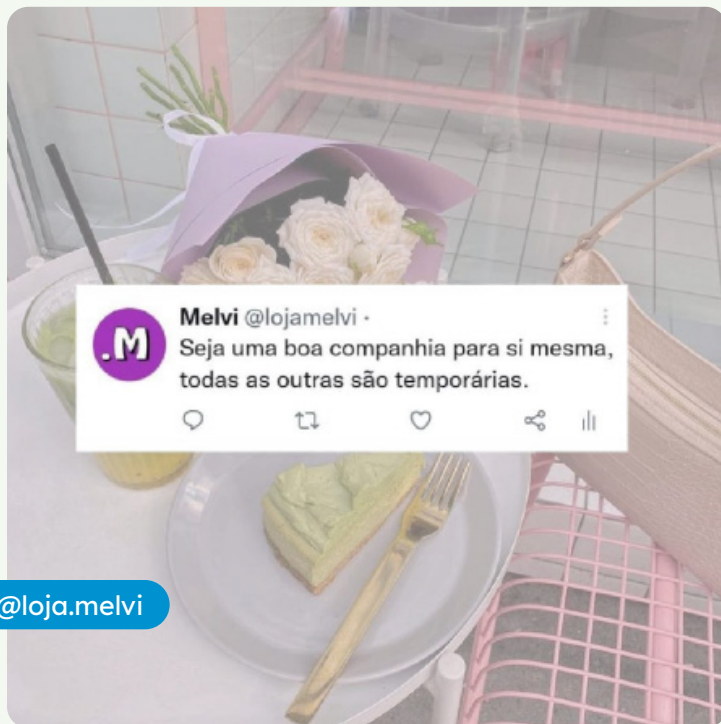 .M
Melvi @lojamelvi ·
Seja uma boa companhia para si mesma,
todas as outras são temporárias.
@loja.melvi